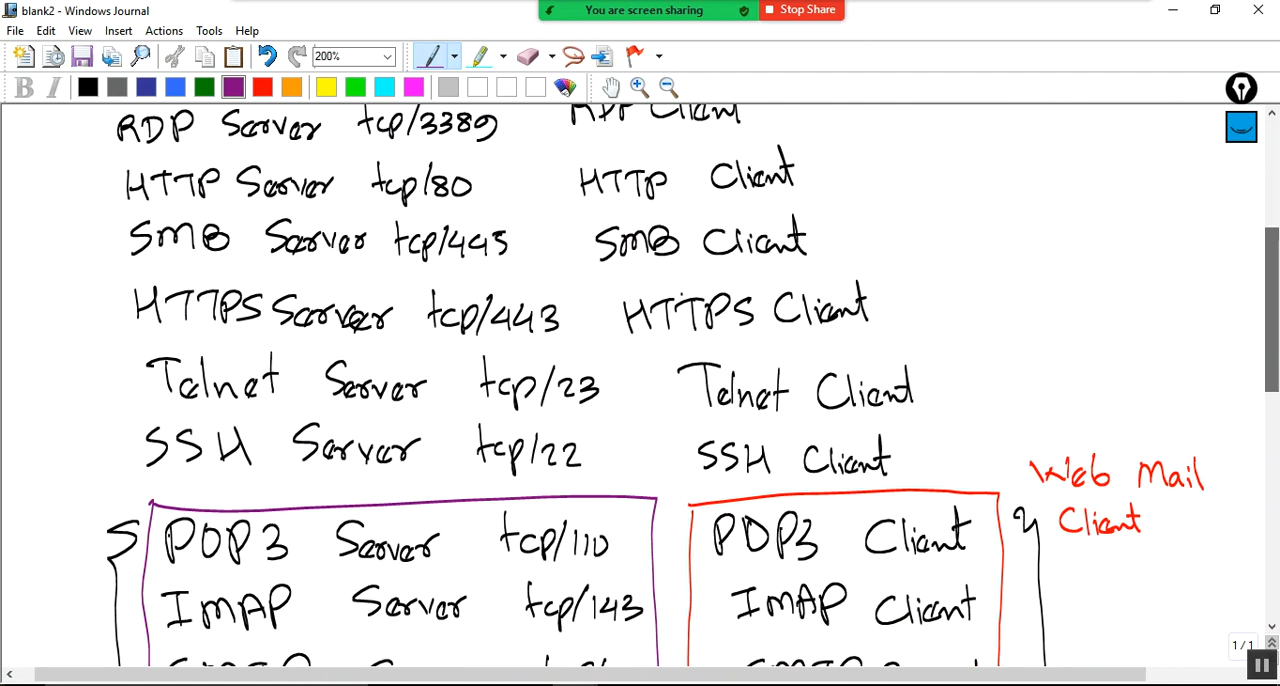 blank2 - Windows Journal
You are screen sharing
Stop Share
File Edit View Insert Actions Tools Help
200%
B I
RDP Server tcp/3389 Client
HTTP Server tcp/80 HTTP Client
SMB Server tcp/445 SMB Client
HTTPS Server tcp/443 HTTPS Client
Telnet Server tcp/23 Telnet Client
SSH Server tcp/22 SSH Client
Web Mail
Client
POP3 Server tcp/110 POP3 Client
IMAP Server tcp/143 IMAP Client
1/1